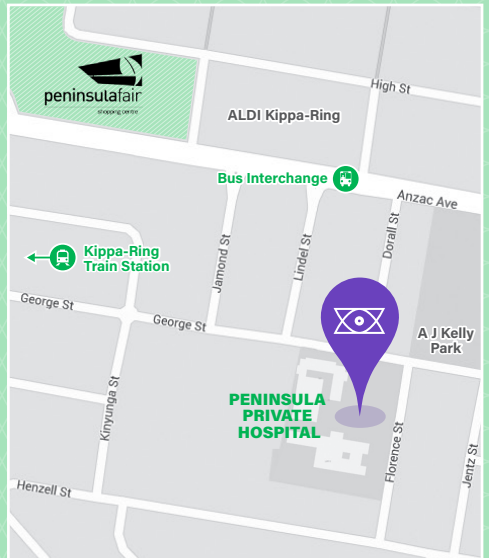 High St
peninsulafair
shopping centre
ALDI Kippa-Ring
Bus Interchange
Anzac Ave
Dorall St
Lindel St
Jamond St
Kippa-Ring
Train Station
George St
George St
A J Kelly
Park
PENINSULA
PRIVATE
HOSPITAL
Kinyunga St
Florence St
Jentz St
Henzell St